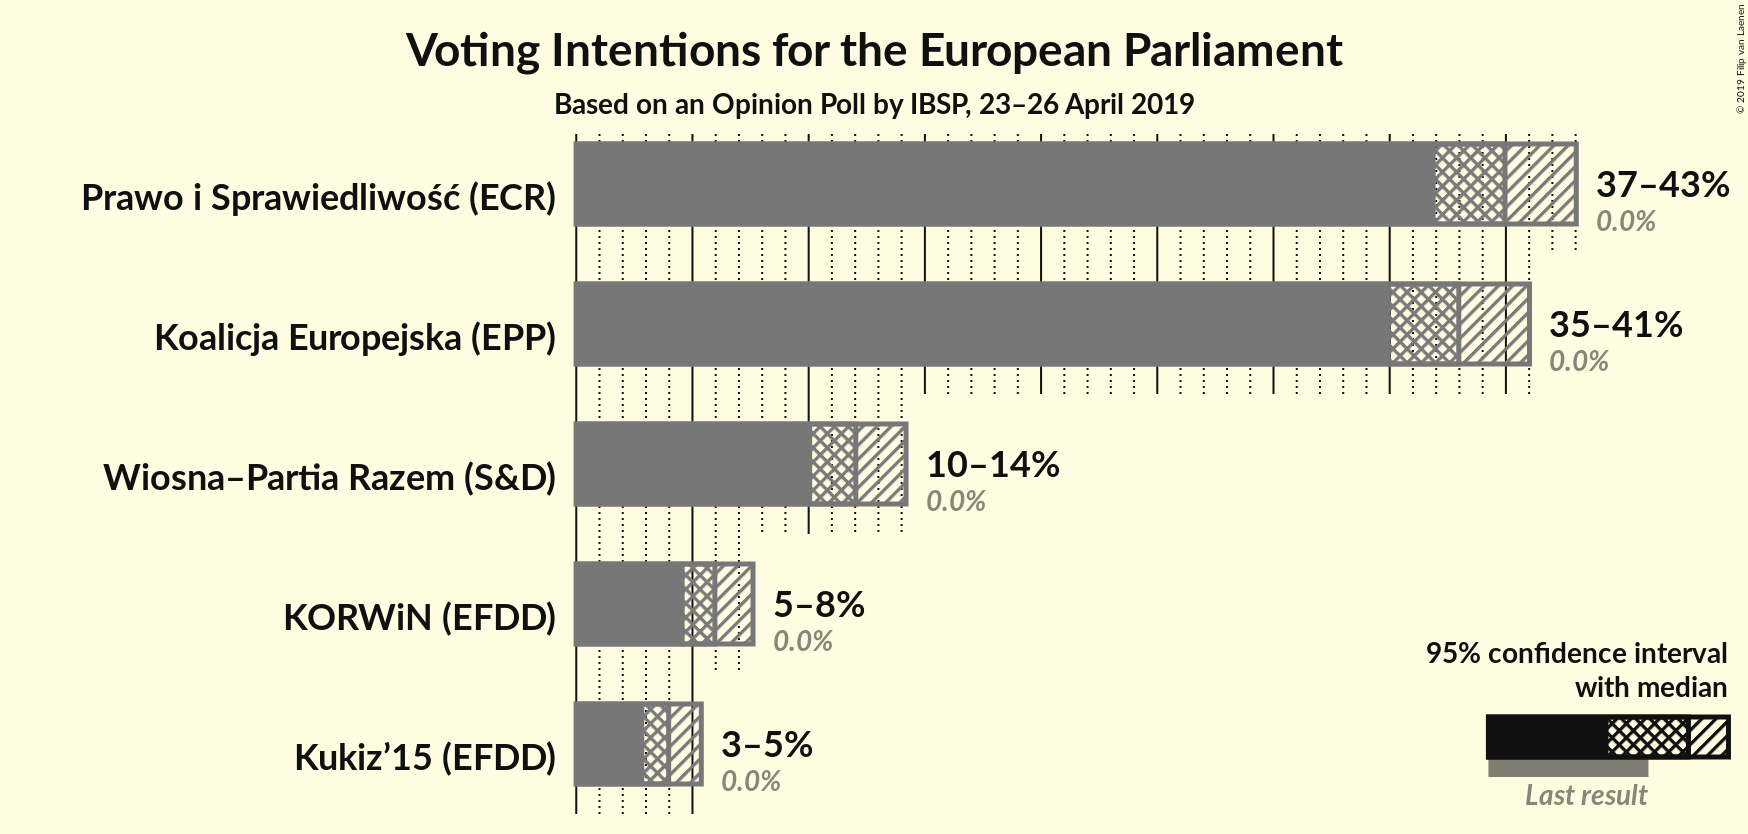 Voting Intentions for the European Parliament
Based on an Opinion Poll by IBSP, 23–26 April 2019
© 2019 Filip van Laenen
Prawo i Sprawiedliwość (ECR)
37–43%
0.0%
Koalicja Europejska (EPP)
35–41%
0.0%
Wiosna–Partia Razem (S&D)
10–14%
0.0%
KORWiN (EFDD)
5–8%
0.0%
Kukiz’15 (EFDD)
3–5%
0.0%
95% confidence interval
with median
Last result